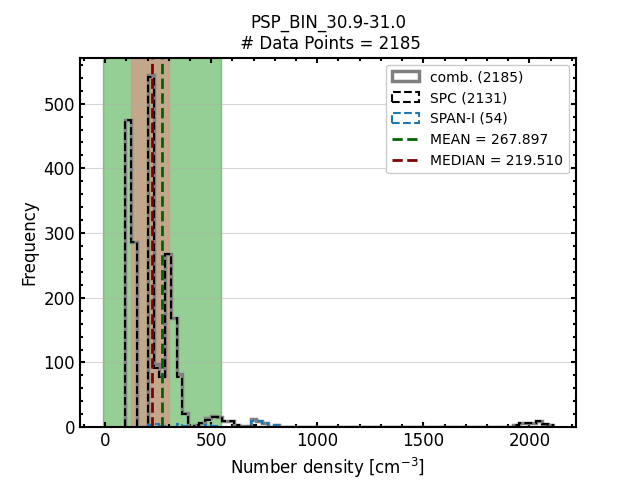 PSP_BIN_30.9-31.0
# Data Points = 2185
comb. (2185)
SPC (2131)
SPAN-I (54)
MEAN = 267.897
MEDIAN = 219.510
Frequency
500
400
300
200
100
0
0 500 1000 1500 2000
Number density [cm⁻³]